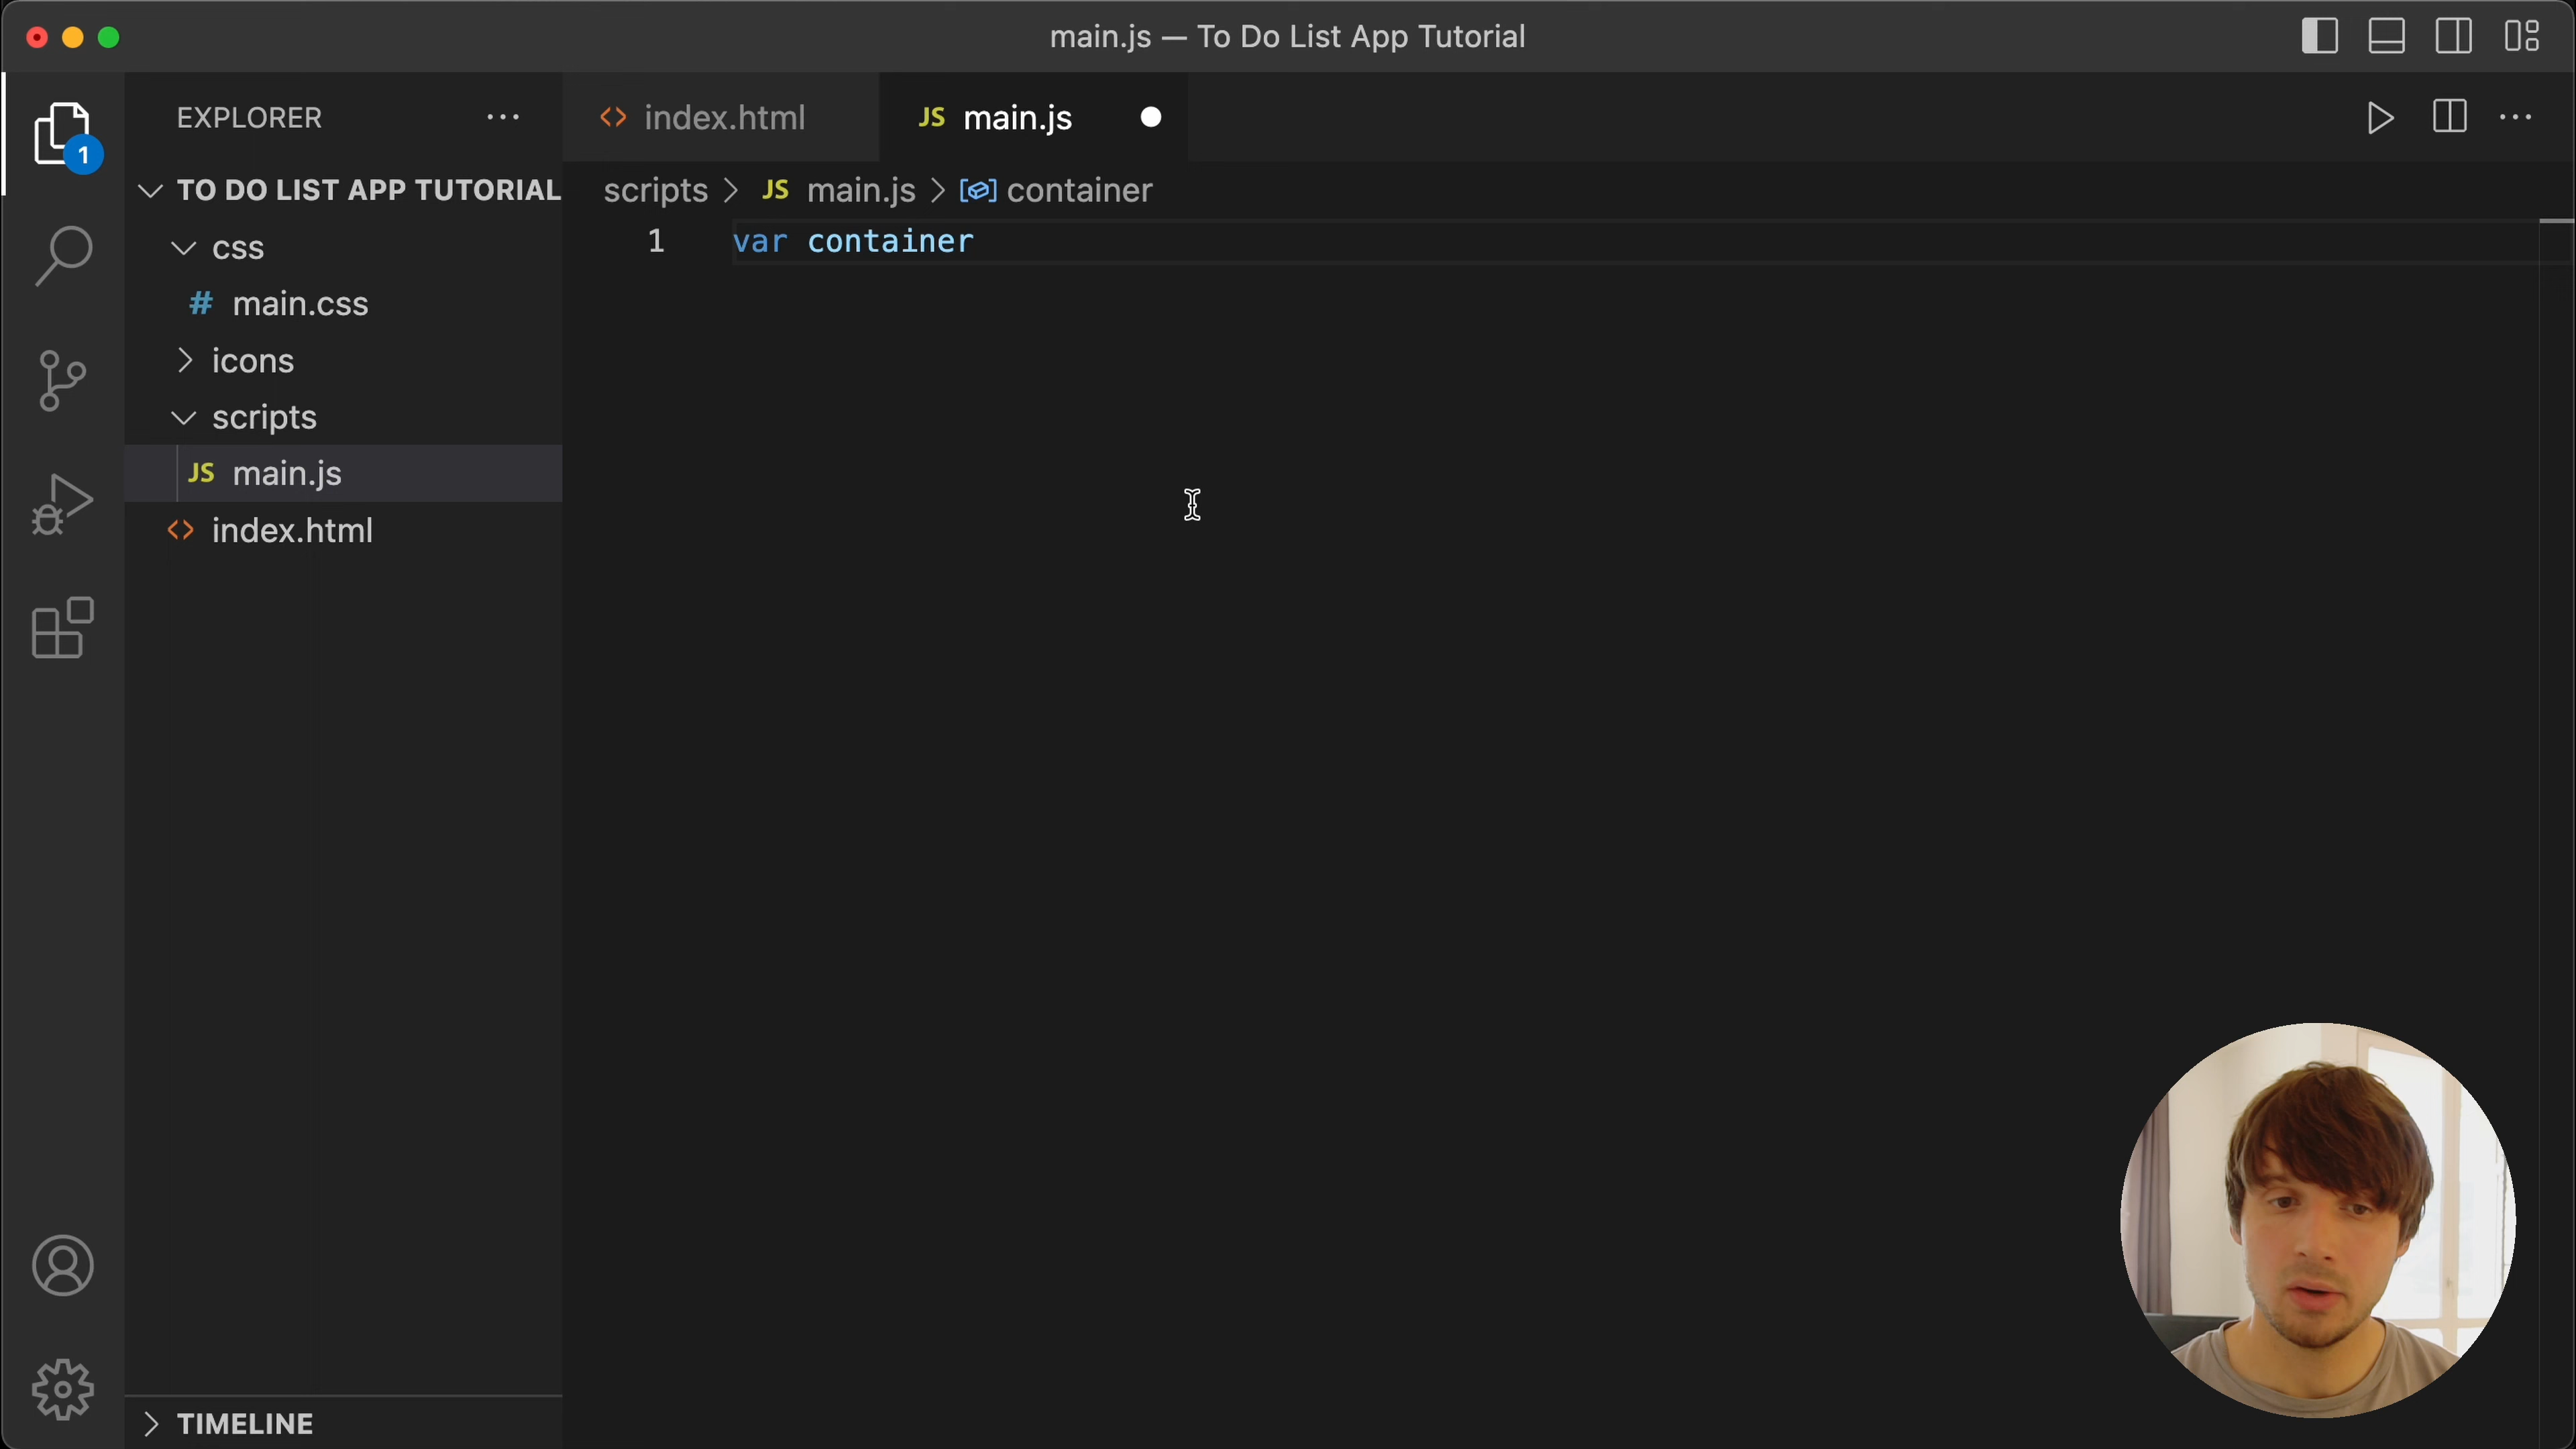 main.js — To Do List App Tutorial
EXPLORER
1
TO DO LIST APP TUTORIAL
css
# main.css
icons
scripts
JS main.js
<> index.html
TIMELINE
<> index.html
JS main.js
scripts > JS main.js > container
1 var container